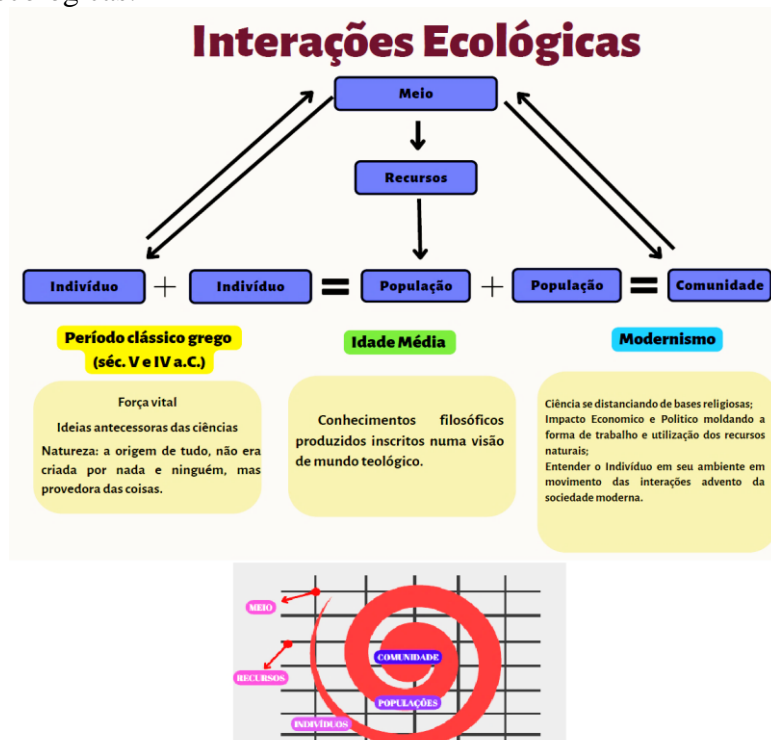 Interações Ecológicas
Meio
Recursos
Indivíduo + Indivíduo = População + População = Comunidade
Período clássico grego
(séc. V e IV a.C.)
Força vital
Ideias antecessoras das ciências
Natureza: a origem de tudo, não era
criada por nada e ninguém, mas
provedora das coisas.
Idade Média
Conhecimentos filosóficos
produzidos inscritos numa visão
de mundo teológico.
Modernismo
Ciência se distanciando de bases religiosas;
Impacto Economico e Politico moldando a
forma de trabalho e utilização dos recursos
naturais;
Entender o Indivíduo em seu ambiente em
movimento das interações advento da
sociedade moderna.
MEIO
RECURSOS
COMUNIDADE
POPULAÇÕES
INDIVÍDUOS